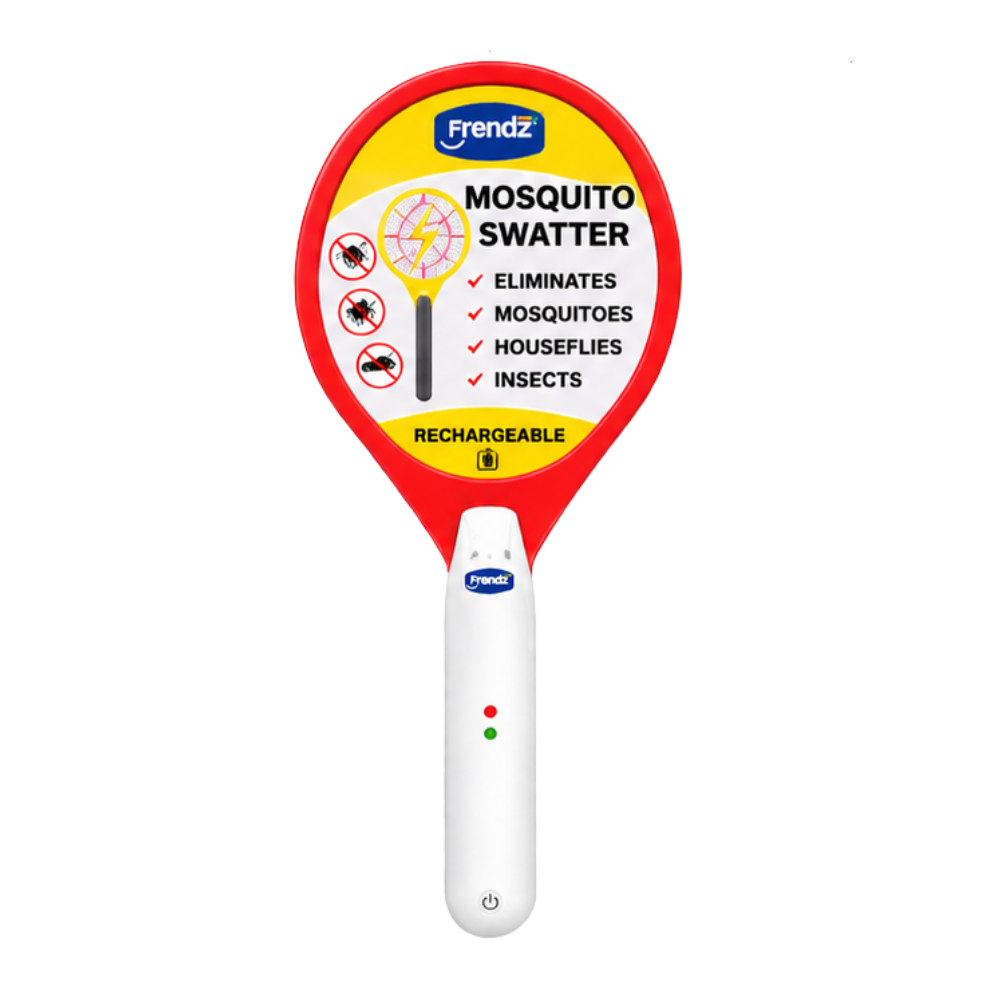 Frendz
MOSQUITO
SWATTER
ELIMINATES
MOSQUITOES
HOUSEFLIES
INSECTS
RECHARGEABLE
Frendz